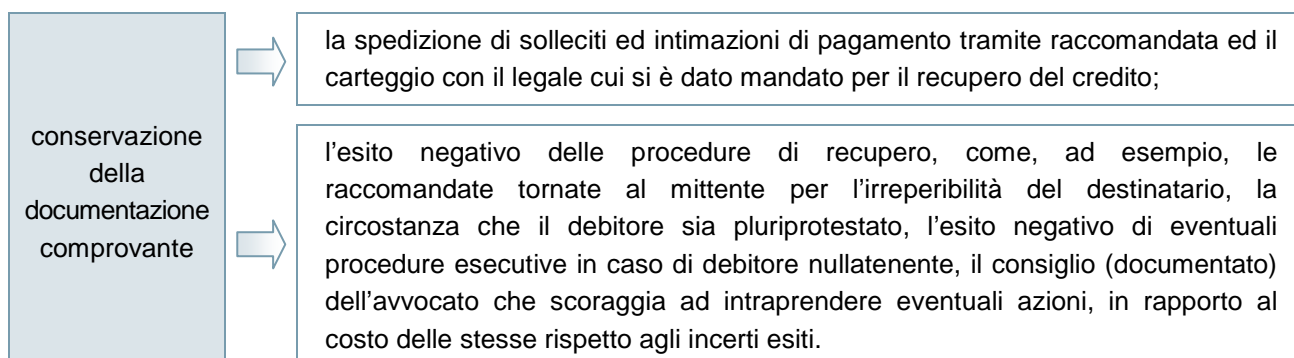 conservazione
della
documentazione
comprovante
la spedizione di solleciti ed intimazioni di pagamento tramite raccomandata ed il
carteggio con il legale cui si è dato mandato per il recupero del credito;
l’esito negativo delle procedure di recupero, come, ad esempio, le
raccomandate tornate al mittente per l’irreperibilità del destinatario, la
circostanza che il debitore sia pluriprotestato, l’esito negativo di eventuali
procedure esecutive in caso di debitore nullatenente, il consiglio (documentato)
dell’avvocato che scoraggia ad intraprendere eventuali azioni, in rapporto al
costo delle stesse rispetto agli incerti esiti.